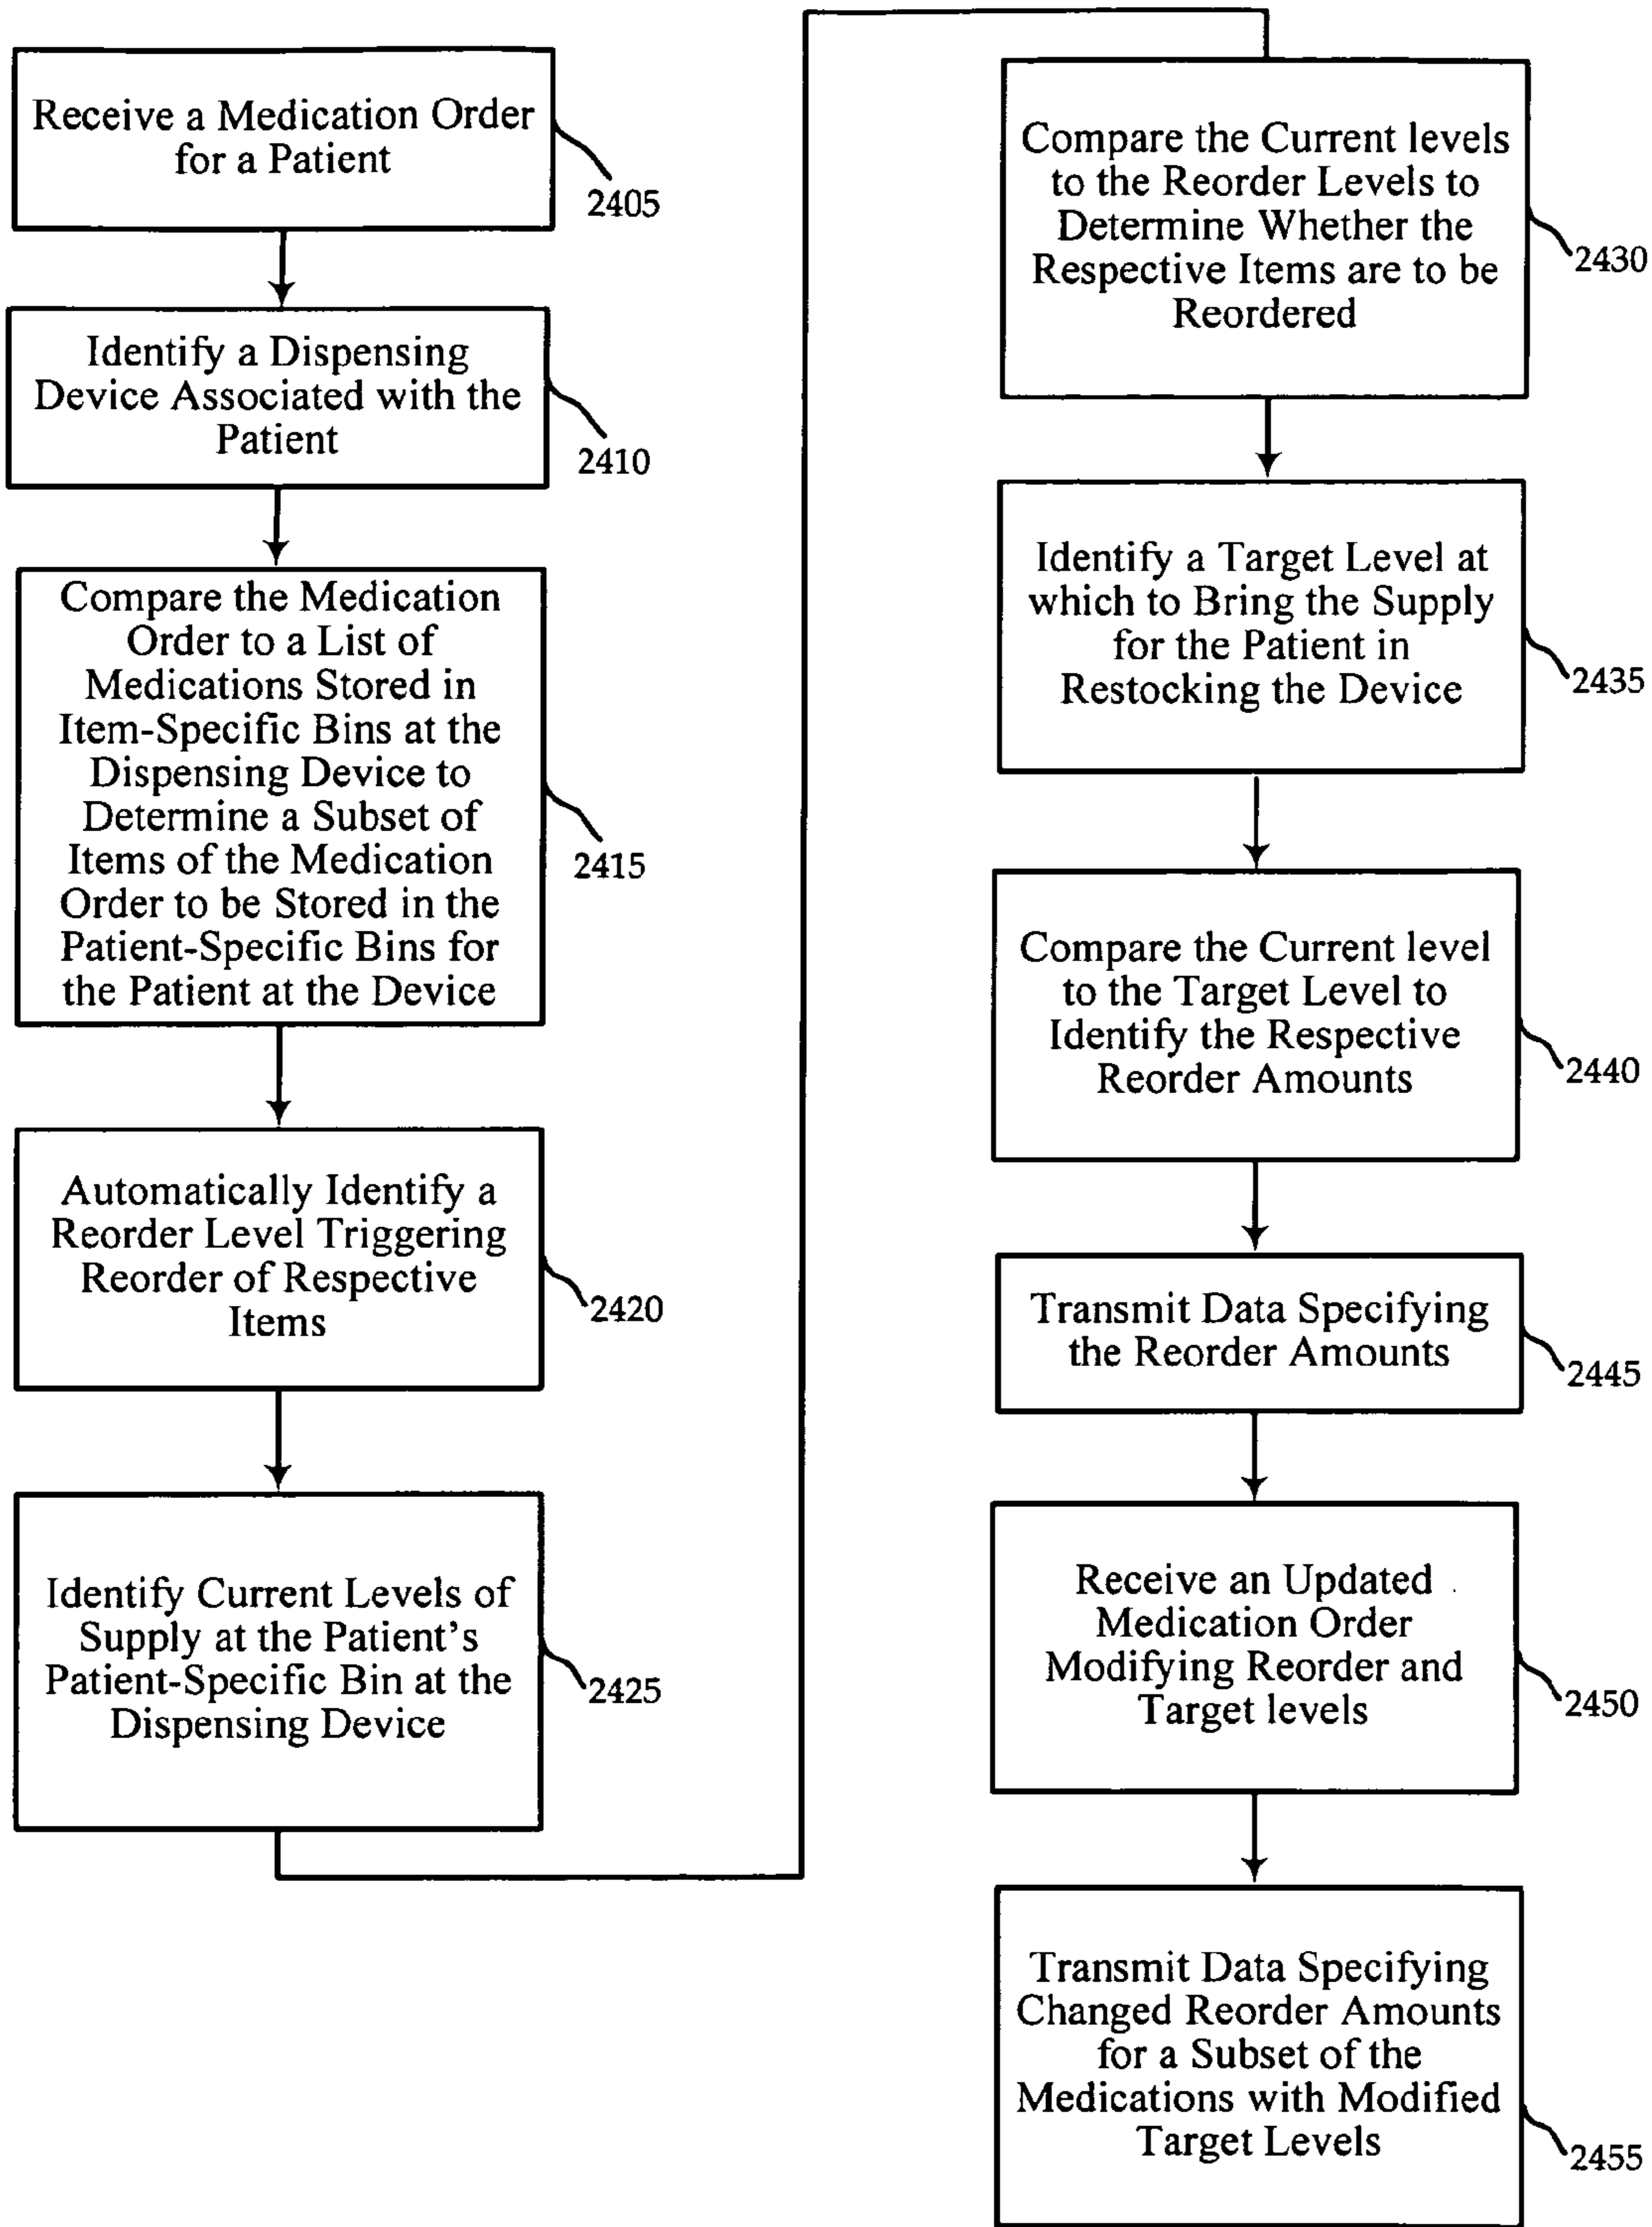 Receive a Medication Order
for a Patient
2405
Identify a Dispensing
Device Associated with the
Patient
2410
Compare the Medication
Order to a List of
Medications Stored in
Item-Specific Bins at the
Dispensing Device to
Determine a Subset of
Items of the Medication
Order to be Stored in the
Patient-Specific Bins for
the Patient at the Device
2415
Automatically Identify a
Reorder Level Triggering
Reorder of Respective
Items
2420
Identify Current Levels of
Supply at the Patient's
Patient-Specific Bin at the
Dispensing Device
2425
Compare the Current levels
to the Reorder Levels to
Determine Whether the
Respective Items are to be
Reordered
2430
Identify a Target Level at
which to Bring the Supply
for the Patient in
Restocking the Device
2435
Compare the Current level
to the Target Level to
Identify the Respective
Reorder Amounts
2440
Transmit Data Specifying
the Reorder Amounts
2445
Receive an Updated
Medication Order
Modifying Reorder and
Target levels
2450
Transmit Data Specifying
Changed Reorder Amounts
for a Subset of the
Medications with Modified
Target Levels
2455